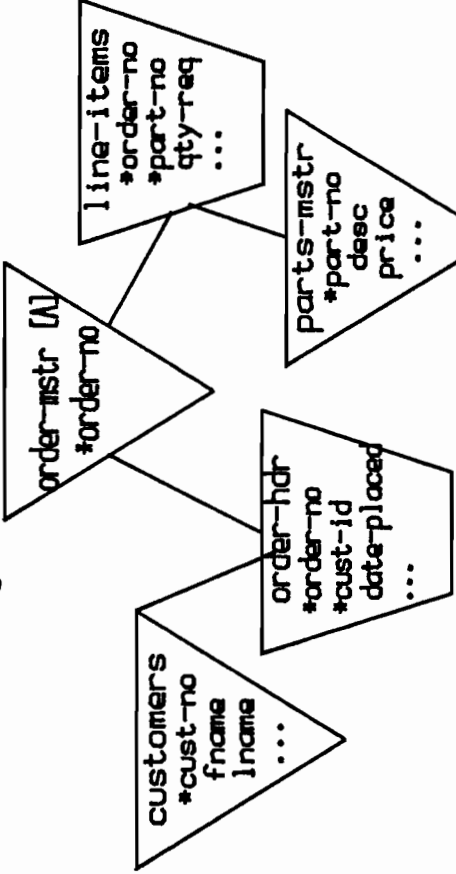 order-mstr [A]
*order-no
customers
*cust-no
fname
lname
...
order-hdr
*order-no
*cust-id
date-placed
...
parts-mstr
*part-no
desc
price
...
line-items
*order-no
*part-no
qty-req
...